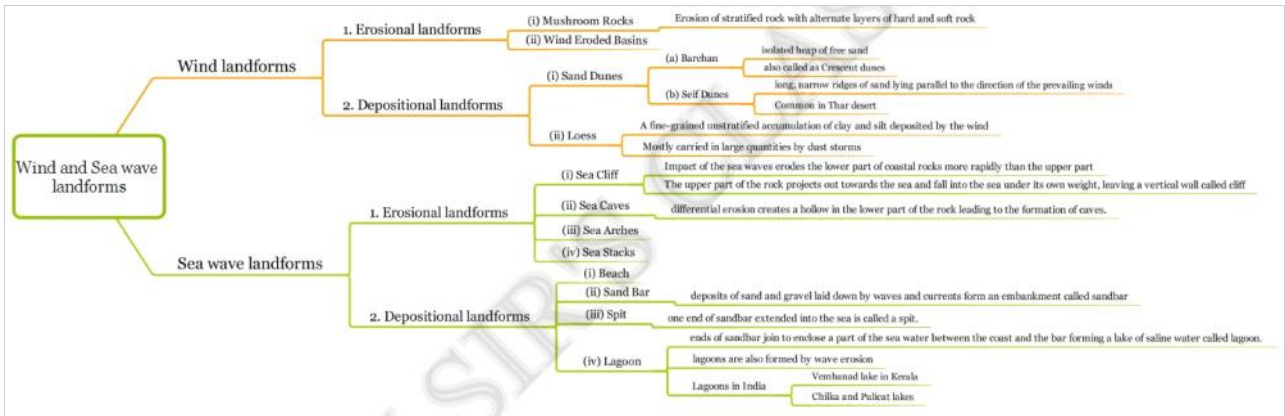 Wind and Sea wave
landforms
Wind landforms
1. Erosional landforms
(i) Mushroom Rocks
Erosion of stratified rock with alternate layers of hard and soft rock
(ii) Wind Eroded Basins
2. Depositional landforms
(i) Sand Dunes
(a) Barchan
isolated heap of free sand
also called as Crescent dunes
(b) Seif Dunes
long, narrow ridges of sand lying parallel to the direction of the prevailing winds
Common in Thar desert
(ii) Loess
A fine-grained unstratified accumulation of clay and silt deposited by the wind
Mostly carried in large quantities by dust storms
Sea wave landforms
1. Erosional landforms
(i) Sea Cliff
Impact of the sea waves erodes the lower part of coastal rocks more rapidly than the upper part
The upper part of the rock projects out towards the sea and fall into the sea under its own weight, leaving a vertical wall called cliff
(ii) Sea Caves
differential erosion creates a hollow in the lower part of the rock leading to the formation of caves.
(iii) Sea Arches
(iv) Sea Stacks
2. Depositional landforms
(i) Beach
(ii) Sand Bar
deposits of sand and gravel laid down by waves and currents form an embankment called sandbar
(iii) Spit
one end of sandbar extended into the sea is called a spit.
(iv) Lagoon
ends of sandbar join to enclose a part of the sea water between the coast and the bar forming a lake of saline water called lagoon.
lagoons are also formed by wave erosion
Lagoons in India
Vembanad lake in Kerala
Chilka and Pulicat lakes
SIR'S CLAS